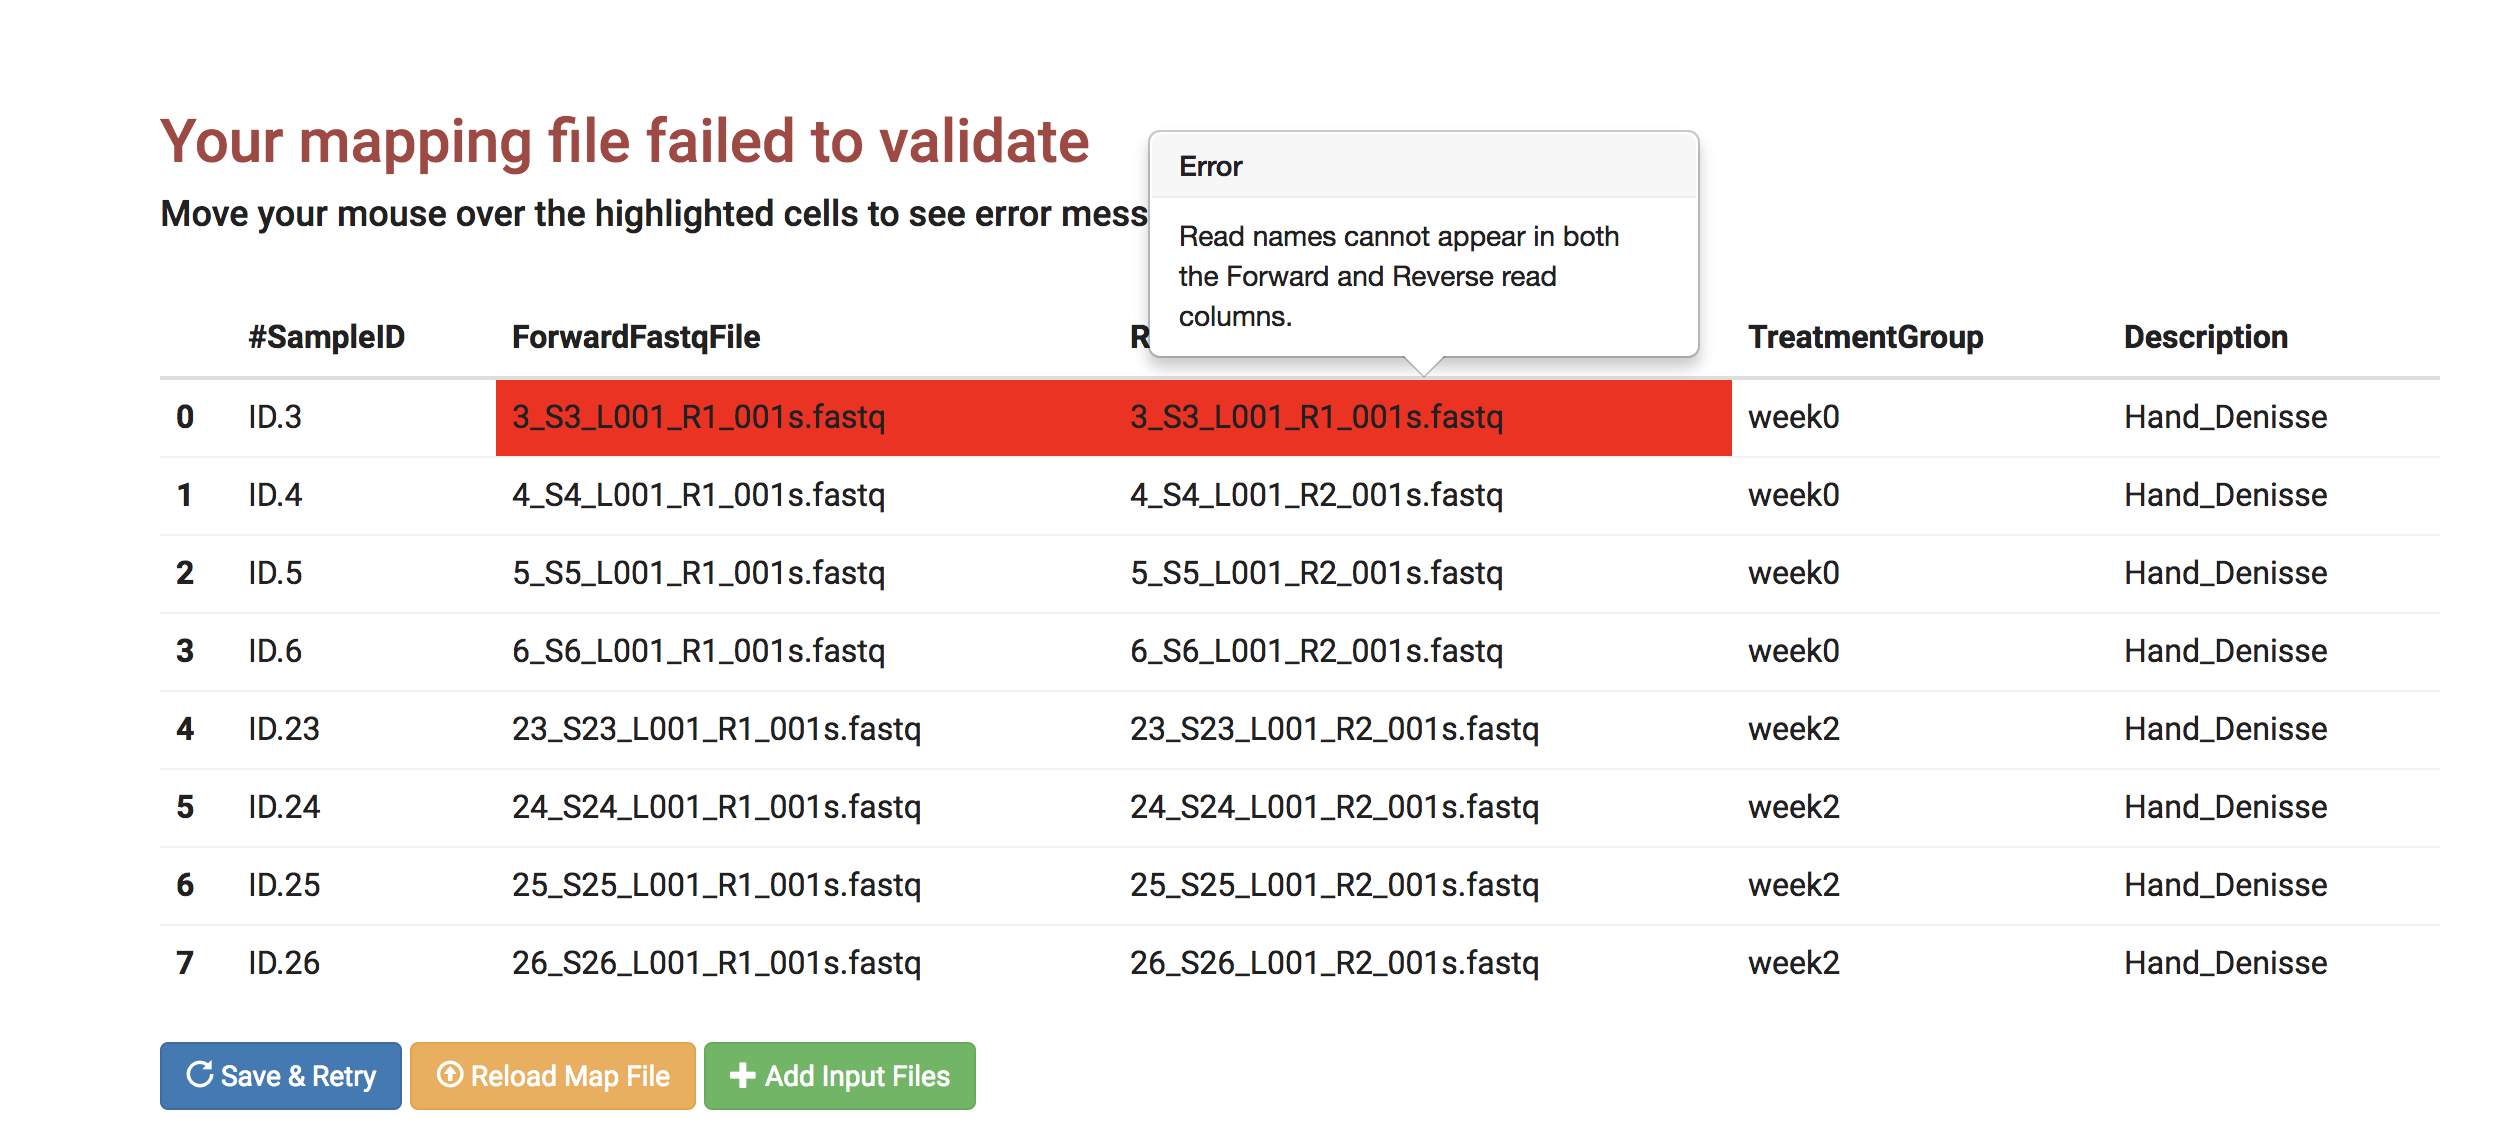 Your mapping file failed to validate
Move your mouse over the highlighted cells to see error mess
Error
Read names cannot appear in both
the Forward and Reverse read
columns.
#SampleID ForwardFastqFile R TreatmentGroup Description
0 ID.3 3_S3_L001_R1_001s.fastq 3_S3_L001_R1_001s.fastq week0 Hand_Denisse
1 ID.4 4_S4_L001_R1_001s.fastq 4_S4_L001_R2_001s.fastq week0 Hand_Denisse
2 ID.5 5_S5_L001_R1_001s.fastq 5_S5_L001_R2_001s.fastq week0 Hand_Denisse
3 ID.6 6_S6_L001_R1_001s.fastq 6_S6_L001_R2_001s.fastq week0 Hand_Denisse
4 ID.23 23_S23_L001_R1_001s.fastq 23_S23_L001_R2_001s.fastq week2 Hand_Denisse
5 ID.24 24_S24_L001_R1_001s.fastq 24_S24_L001_R2_001s.fastq week2 Hand_Denisse
6 ID.25 25_S25_L001_R1_001s.fastq 25_S25_L001_R2_001s.fastq week2 Hand_Denisse
7 ID.26 26_S26_L001_R1_001s.fastq 26_S26_L001_R2_001s.fastq week2 Hand_Denisse
Save & Retry Reload Map File Add Input Files